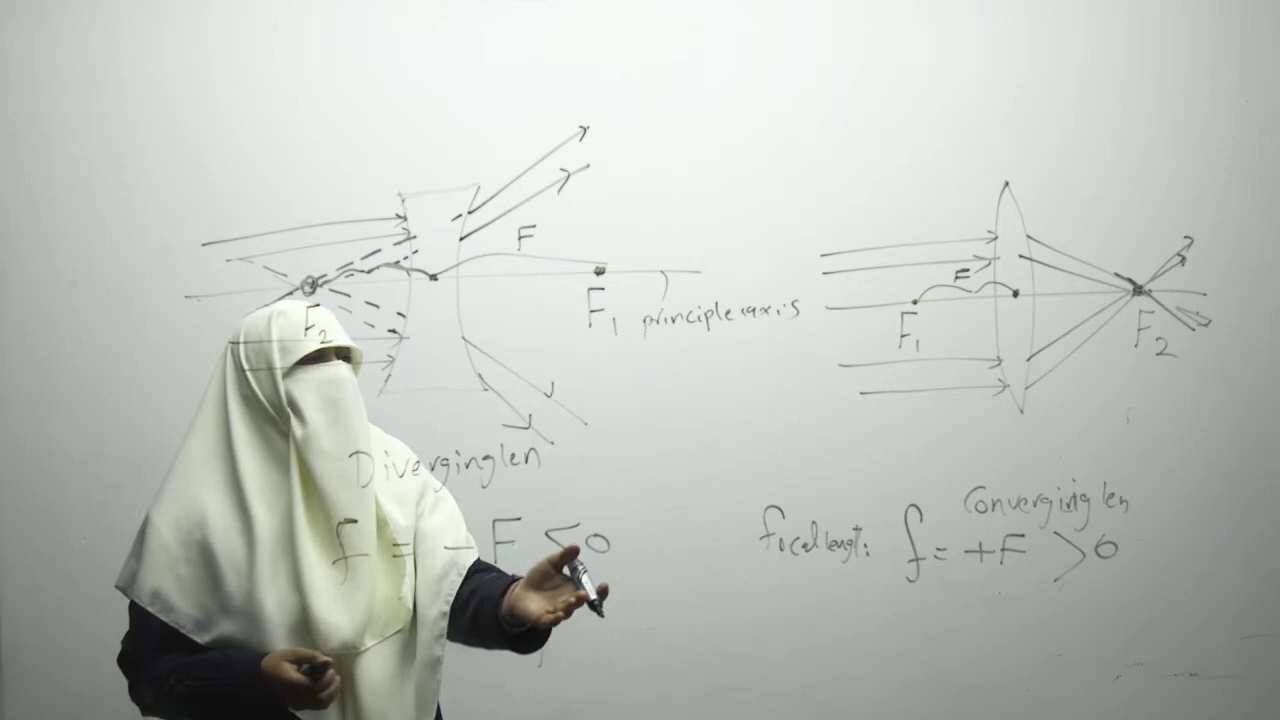 F
F₂
F₁ principle axis
Diverging len
f = -F <0
F
F₁
F₂
Converging len
focal length: f = +F >0